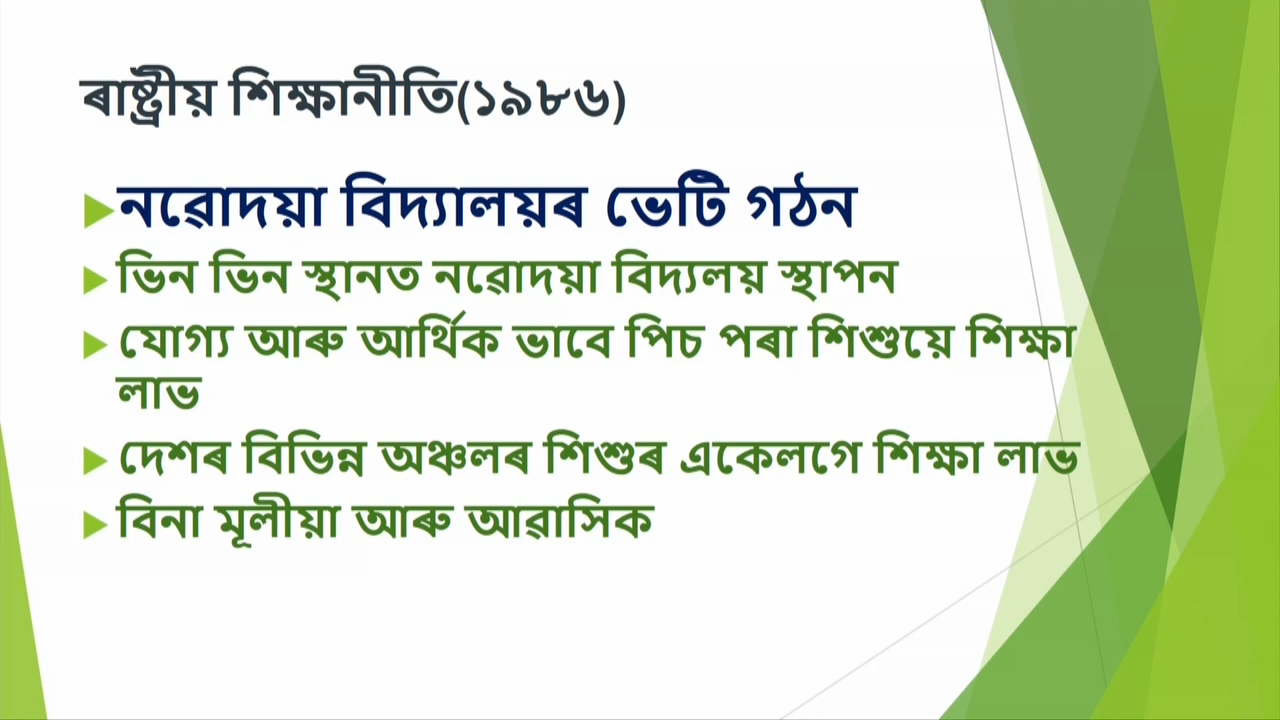 ৰাষ্ট্ৰীয় শিক্ষানীতি(১৯৮৬)
নৱোদয়া বিদ্যালয়ৰ ভেটি গঠন
ভিন ভিন স্থানত নৱোদয়া বিদ্যলয় স্থাপন
যোগ্য আৰু আৰ্থিক ভাবে পিচ পৰা শিশুয়ে শিক্ষা
লাভ
দেশৰ বিভিন্ন অঞ্চলৰ শিশুৰ একেলগে শিক্ষা লাভ
বিনা মূলীয়া আৰু আৱাসিক